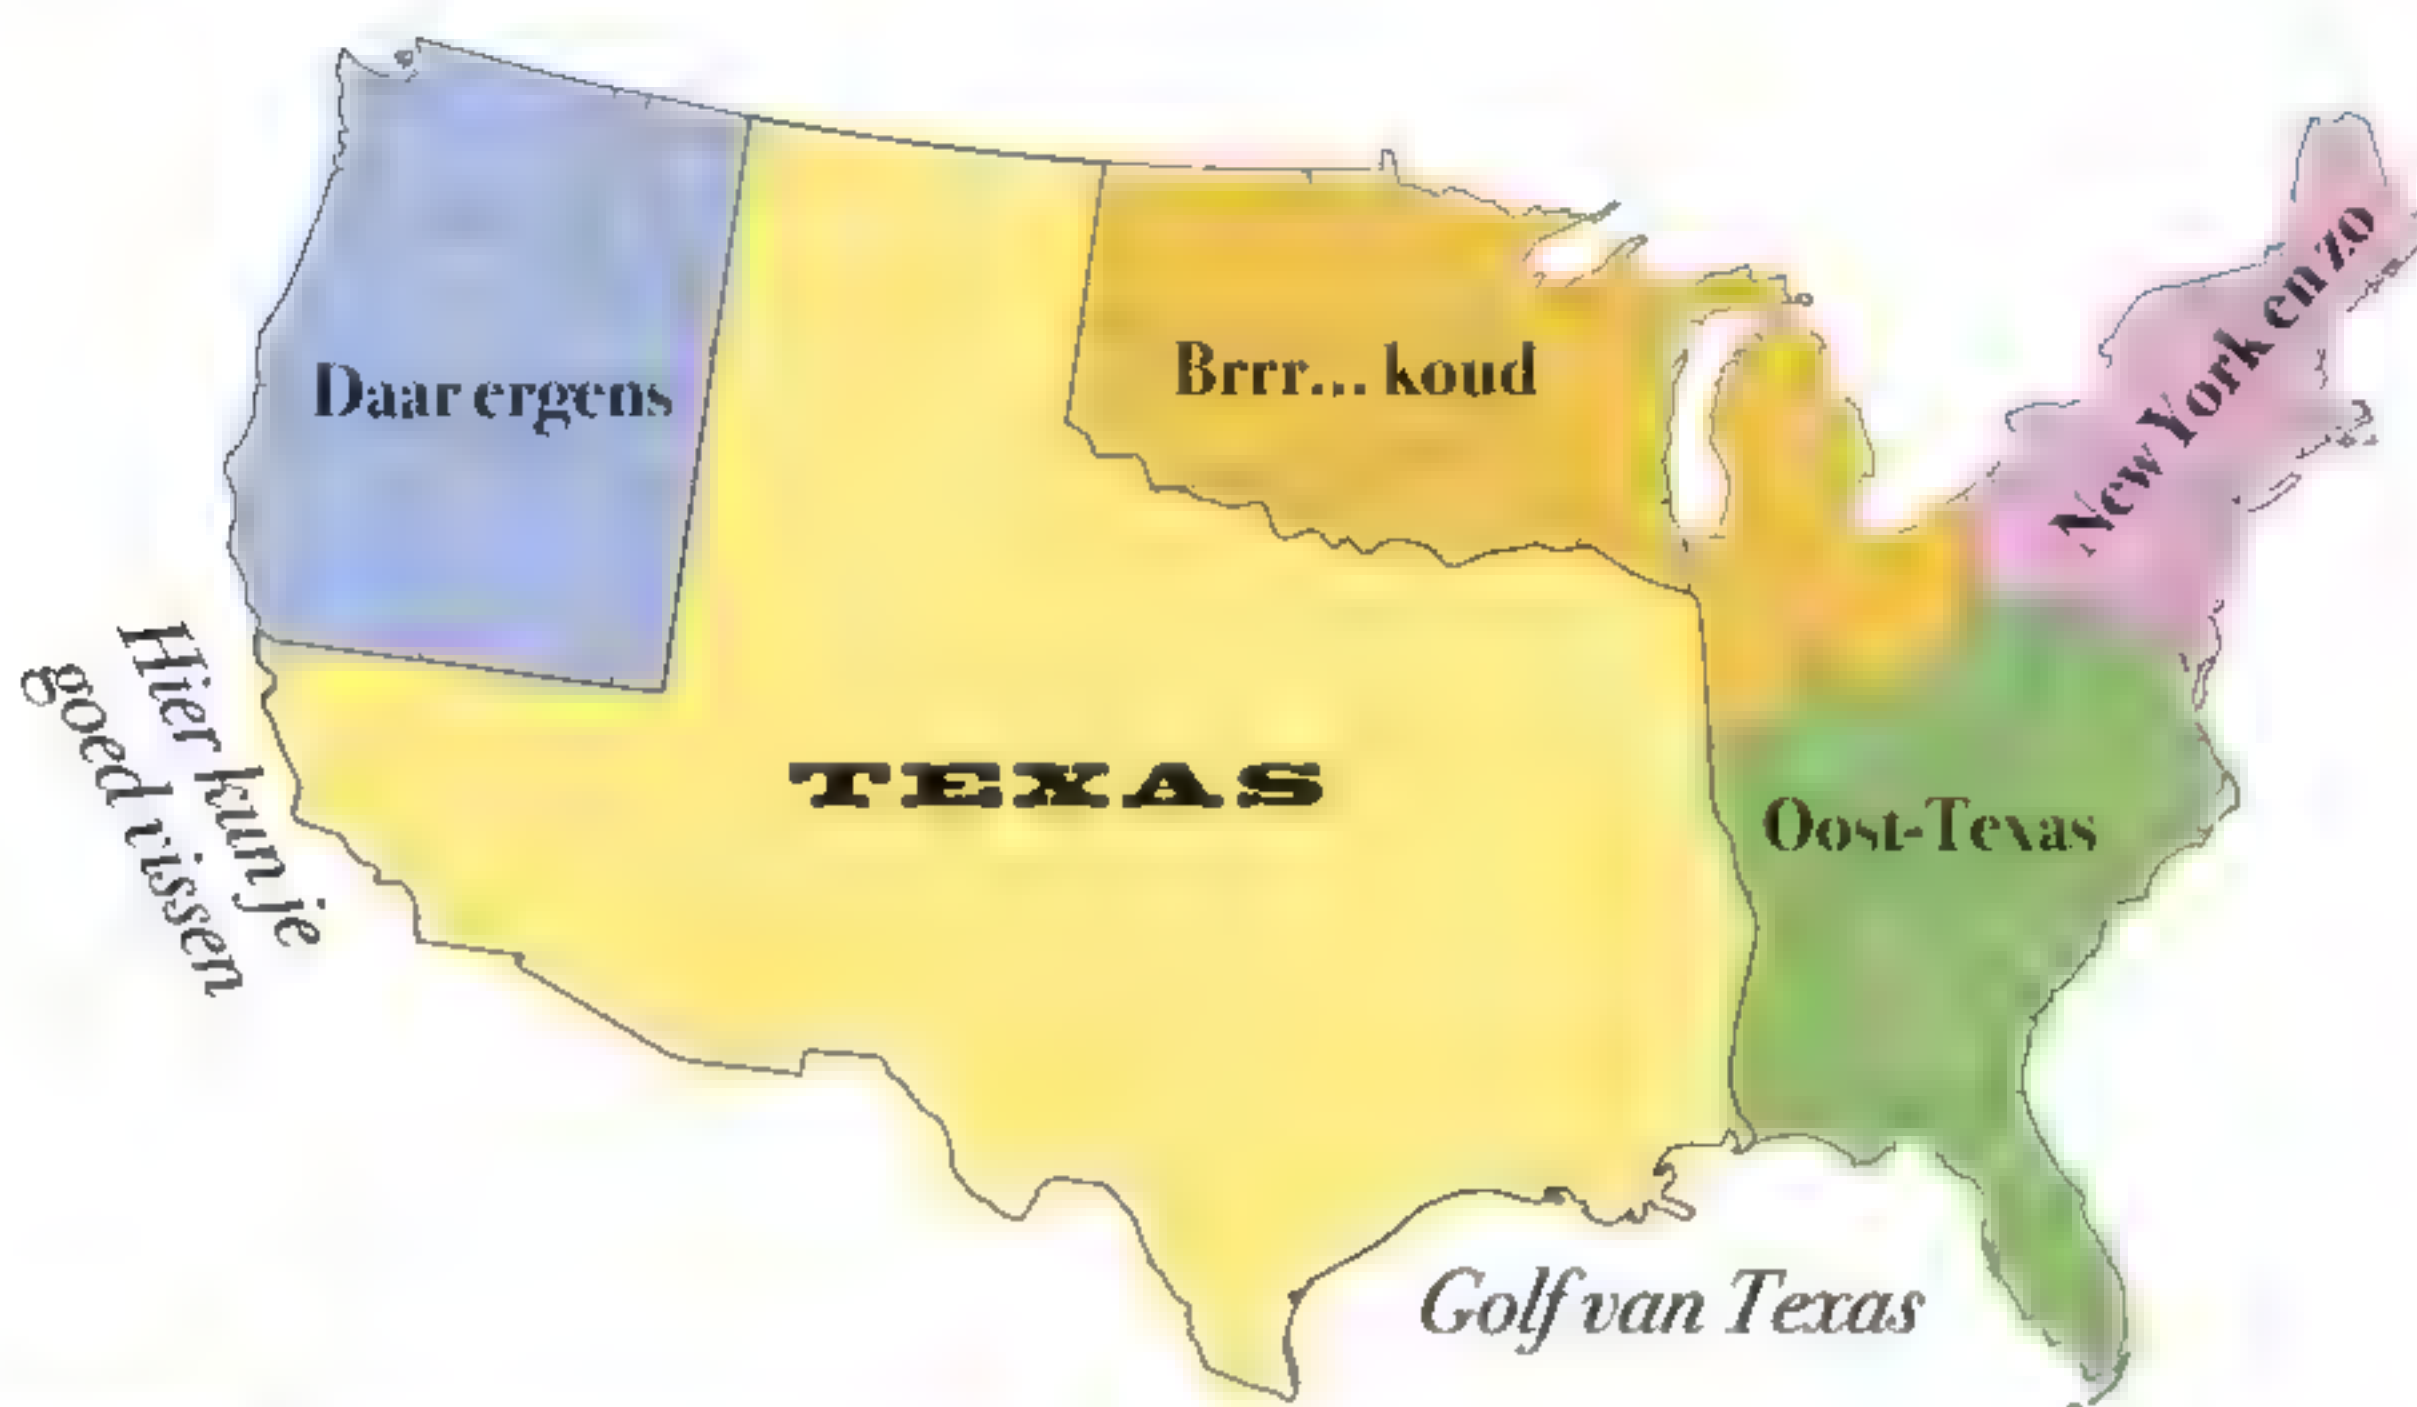 Daar ergens
Brrr... koud
New York en zo
Hier kun je
goed vissen
TEXAS
Oost-Texas
Golf van Texas